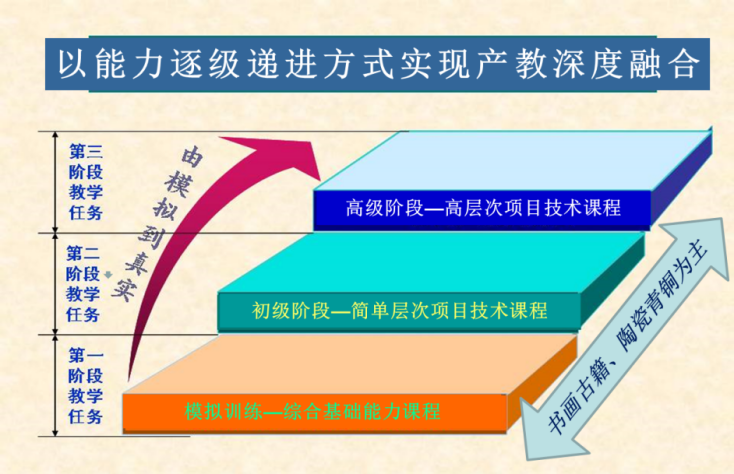 以能力逐级递进方式实现产教深度融合
第三
阶段
教学
任务
由模拟到真实
高级阶段—高层次项目技术课程
第二
阶段
教学
任务
初级阶段—简单层次项目技术课程
第一
阶段
教学
任务
模拟训练—综合基础能力课程
书画古籍、陶瓷青铜为主